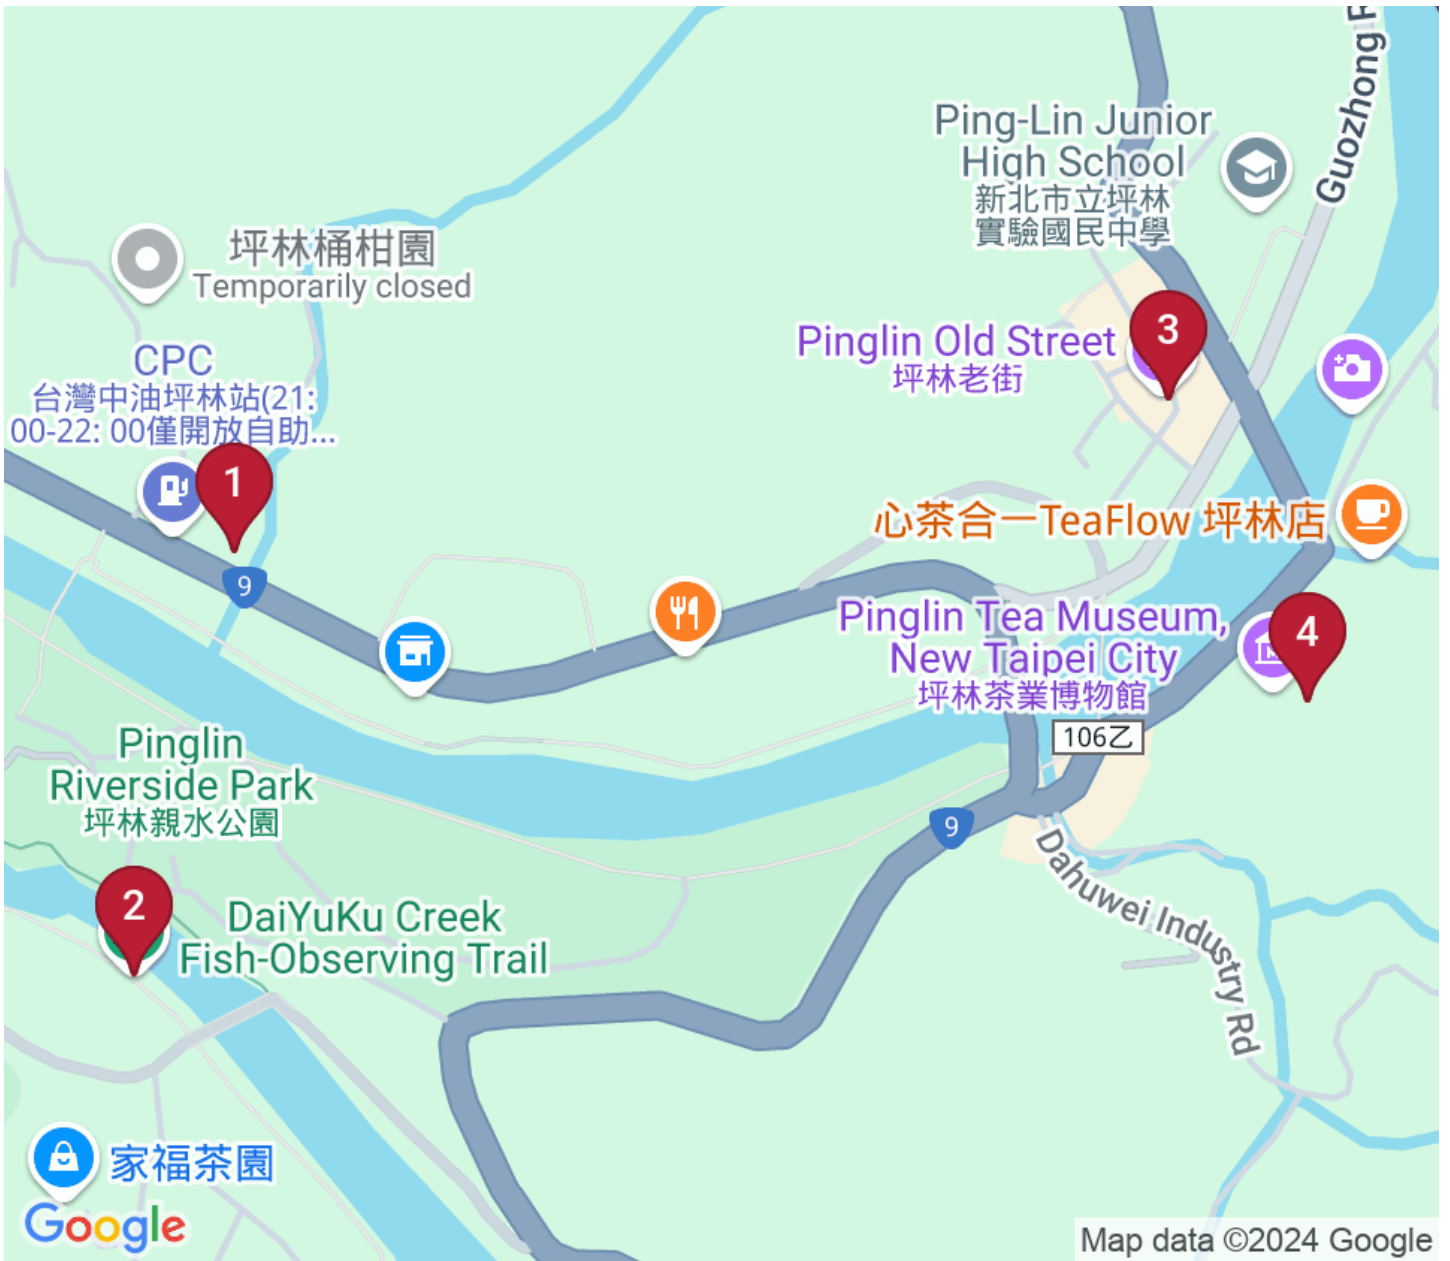 Guozhong
Ping-Lin Junior
High School
新北市立坪林
實驗國民中學
坪林桶柑園
Temporarily closed
3
Pinglin Old Street
坪林老街
CPC
台灣中油坪林站(21:
00-22: 00僅開放自助...
1
心茶合一TeaFlow 坪林店
9
Pinglin Tea Museum,
New Taipei City
坪林茶業博物館
4
106乙
Pinglin
Riverside Park
坪林親水公園
9
Dahuwei Industry Rd
2
DaiYuKu Creek
Fish-Observing Trail
家福茶園
Google
Map data ©2024 Google